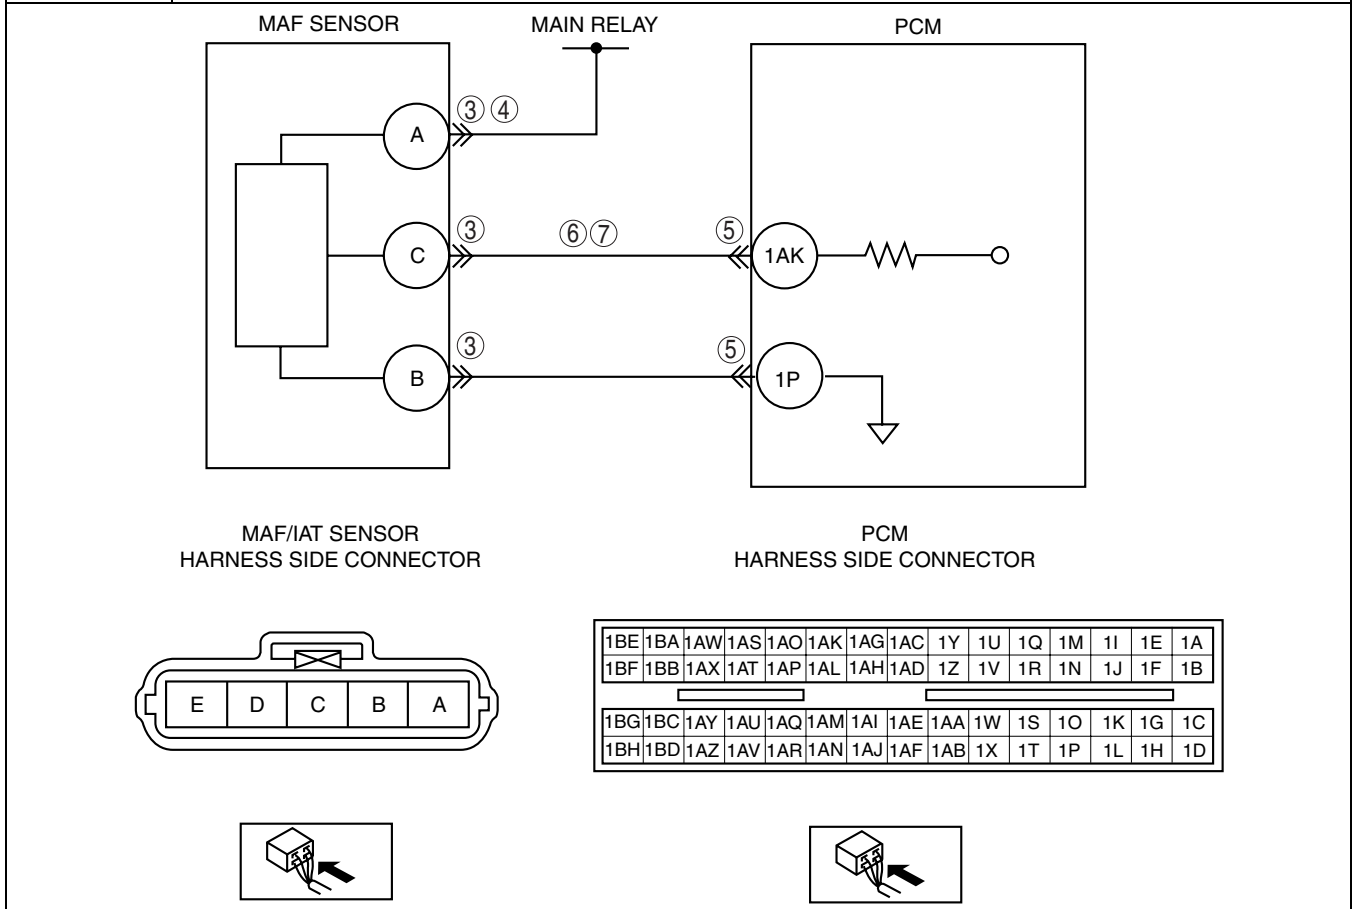 MAF SENSOR MAIN RELAY PCM
③ ④
A
③ ⑥⑦ ⑤
C 1AK
③ ⑤
B 1P
MAF/IAT SENSOR
HARNESS SIDE CONNECTOR
PCM
HARNESS SIDE CONNECTOR
E D C B A
1BE 1BA 1AW 1AS 1AO 1AK 1AG 1AC 1Y 1U 1Q 1M 1I 1E 1A
1BF 1BB 1AX 1AT 1AP 1AL 1AH 1AD 1Z 1V 1R 1N 1J 1F 1B
1BG 1BC 1AY 1AU 1AQ 1AM 1AI 1AE 1AA 1W 1S 1O 1K 1G 1C
1BH 1BD 1AZ 1AV 1AR 1AN 1AJ 1AF 1AB 1X 1T 1P 1L 1H 1D